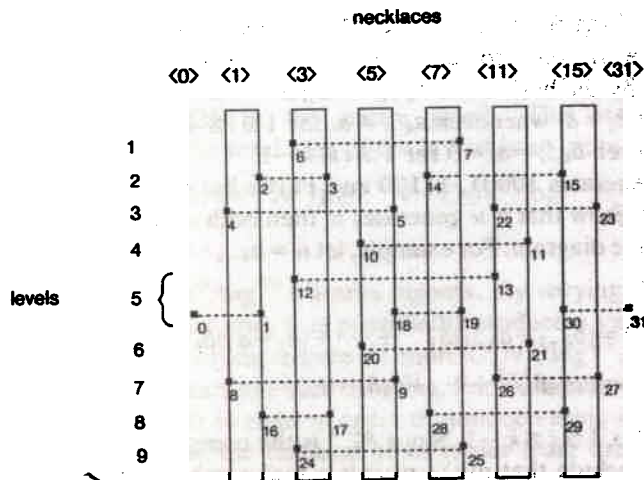 necklaces
<0> <1> <3> <5> <7> <11> <15> <31>
1 6 7
2 2 3 14 15
3 4 5 22 23
4 10 11
12 13
levels 5
0 1 18 19 30 31
6 20 21
7 8 9 26 27
8 16 17 28 29
9 24 25